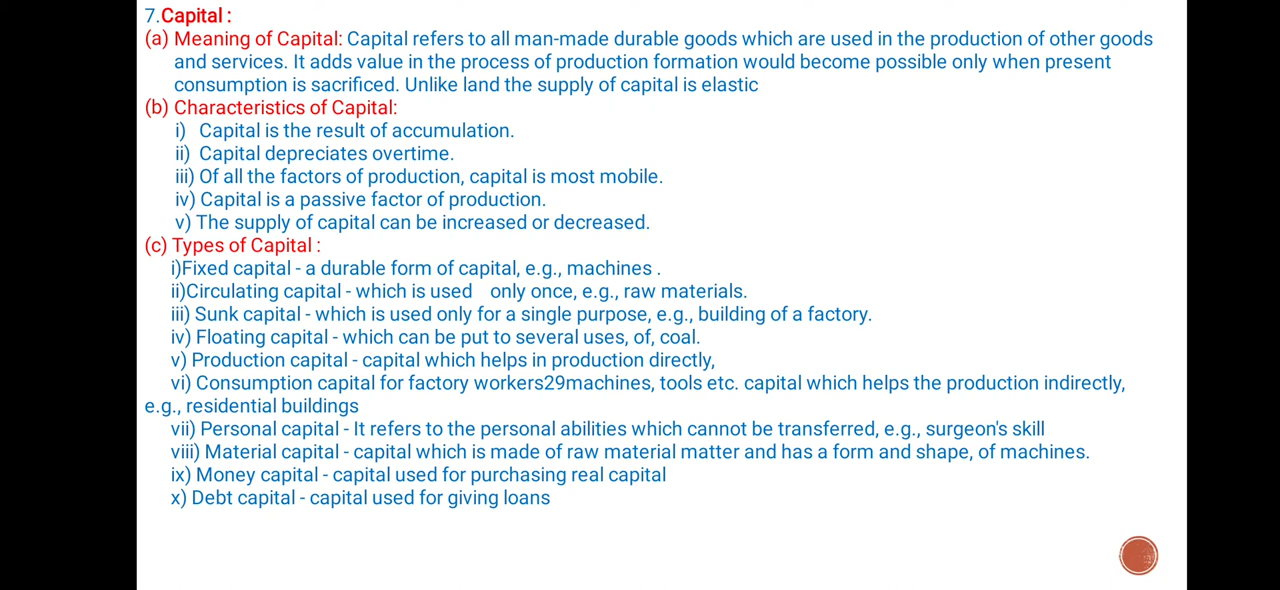 7.Capital :
(a) Meaning of Capital: Capital refers to all man-made durable goods which are used in the production of other goods
and services. It adds value in the process of production formation would become possible only when present
consumption is sacrificed. Unlike land the supply of capital is elastic
(b) Characteristics of Capital:
i) Capital is the result of accumulation.
ii) Capital depreciates overtime.
iii) Of all the factors of production, capital is most mobile.
iv) Capital is a passive factor of production.
v) The supply of capital can be increased or decreased.
(c) Types of Capital :
i)Fixed capital - a durable form of capital, e.g., machines .
ii)Circulating capital - which is used only once, e.g., raw materials.
iii) Sunk capital - which is used only for a single purpose, e.g., building of a factory.
iv) Floating capital - which can be put to several uses, of, coal.
v) Production capital - capital which helps in production directly,
vi) Consumption capital for factory workers29machines, tools etc. capital which helps the production indirectly,
e.g., residential buildings
vii) Personal capital - It refers to the personal abilities which cannot be transferred, e.g., surgeon's skill
viii) Material capital - capital which is made of raw material matter and has a form and shape, of machines.
ix) Money capital - capital used for purchasing real capital
x) Debt capital - capital used for giving loans